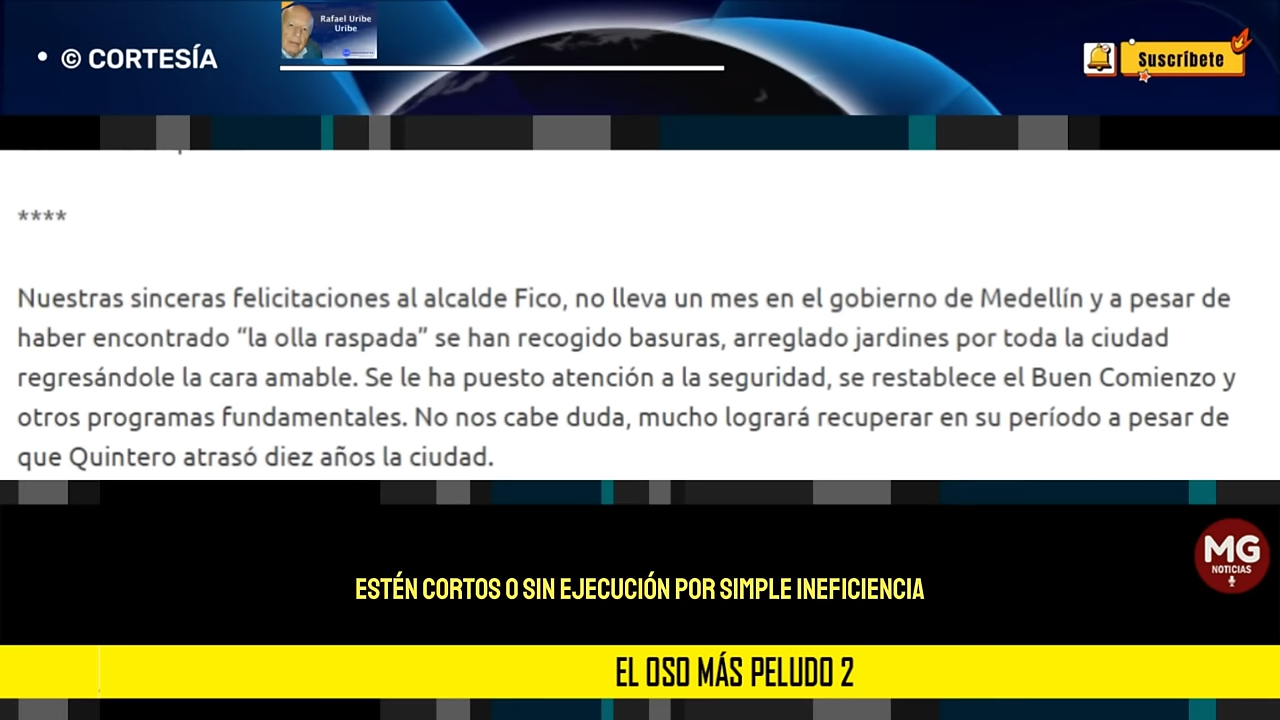 Rafael Uribe
Uribe
• © CORTESÍA
Suscríbete
****
Nuestras sinceras felicitaciones al alcalde Fico, no lleva un mes en el gobierno de Medellín y a pesar de
haber encontrado “la olla raspada” se han recogido basuras, arreglado jardines por toda la ciudad
regresándole la cara amable. Se le ha puesto atención a la seguridad, se restablece el Buen Comienzo y
otros programas fundamentales. No nos cabe duda, mucho logrará recuperar en su período a pesar de
que Quintero atrasó diez años la ciudad.
MG
NOTICIAS
ESTÉN CORTOS O SIN EJECUCIÓN POR SIMPLE INEFICIENCIA
EL OSO MÁS PELUDO 2